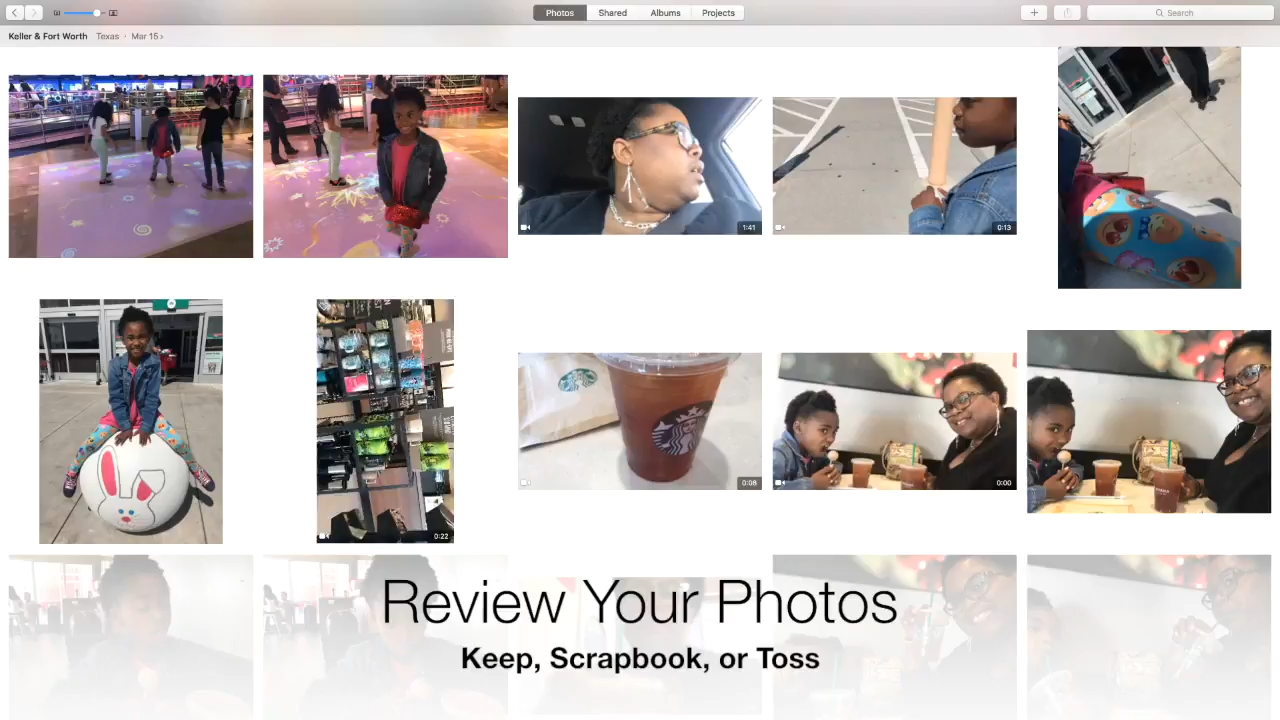 Photos Shared Albums Projects
Search
Keller & Fort Worth Texas Mar 15
1:41
0:13
0:22
0:08
0:00
Review Your Photos
Keep, Scrapbook, or Toss